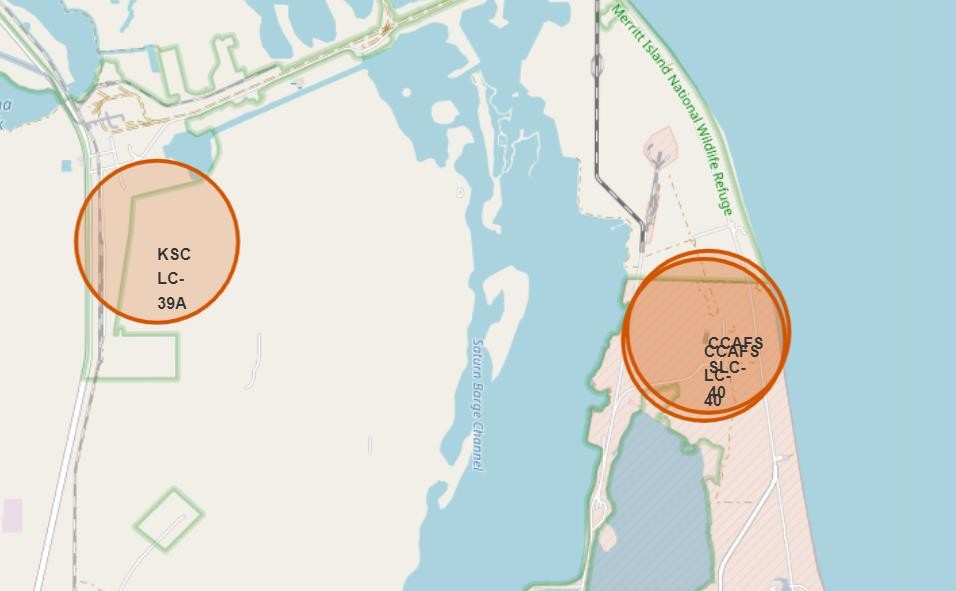 Merritt Island National Wildlife Refuge
KSC
LC-
39A
CCAFS
SLC-
40
CCAFS
LC-
40
Saturn Barge Channel